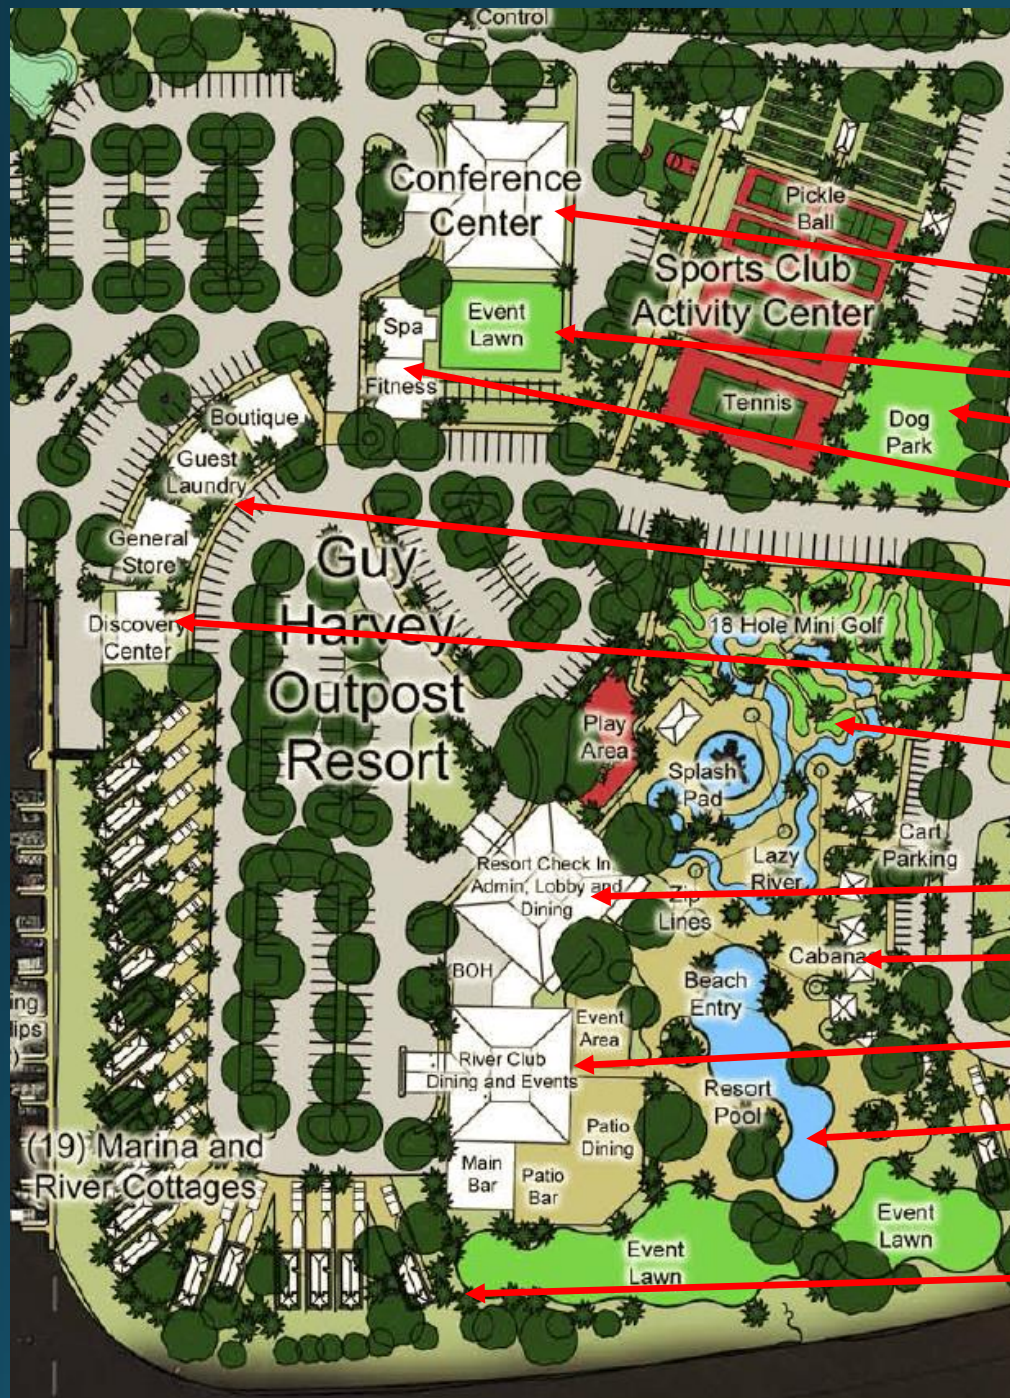 Control
Conference
Center
Pickle
Ball
Sports Club
Activity Center
Spa
Event
Lawn
Fitness
Tennis
Dog
Park
Boutique
Guest
Laundry
General
Store
Discovery
Center
Guy
Harvey
Outpost
Resort
18 Hole Mini Golf
Play
Area
Splash
Pad
Lazy
River
Cart
Parking
Resort Check In
Admin, Lobby and
Dining
Zip
Lines
BOH
Cabanas
Beach
Entry
Event
Area
River Club
Dining and Events
Resort
Pool
Patio
Dining
(19) Marina and
River Cottages
Main
Bar
Patio
Bar
Event
Lawn
Event
Lawn